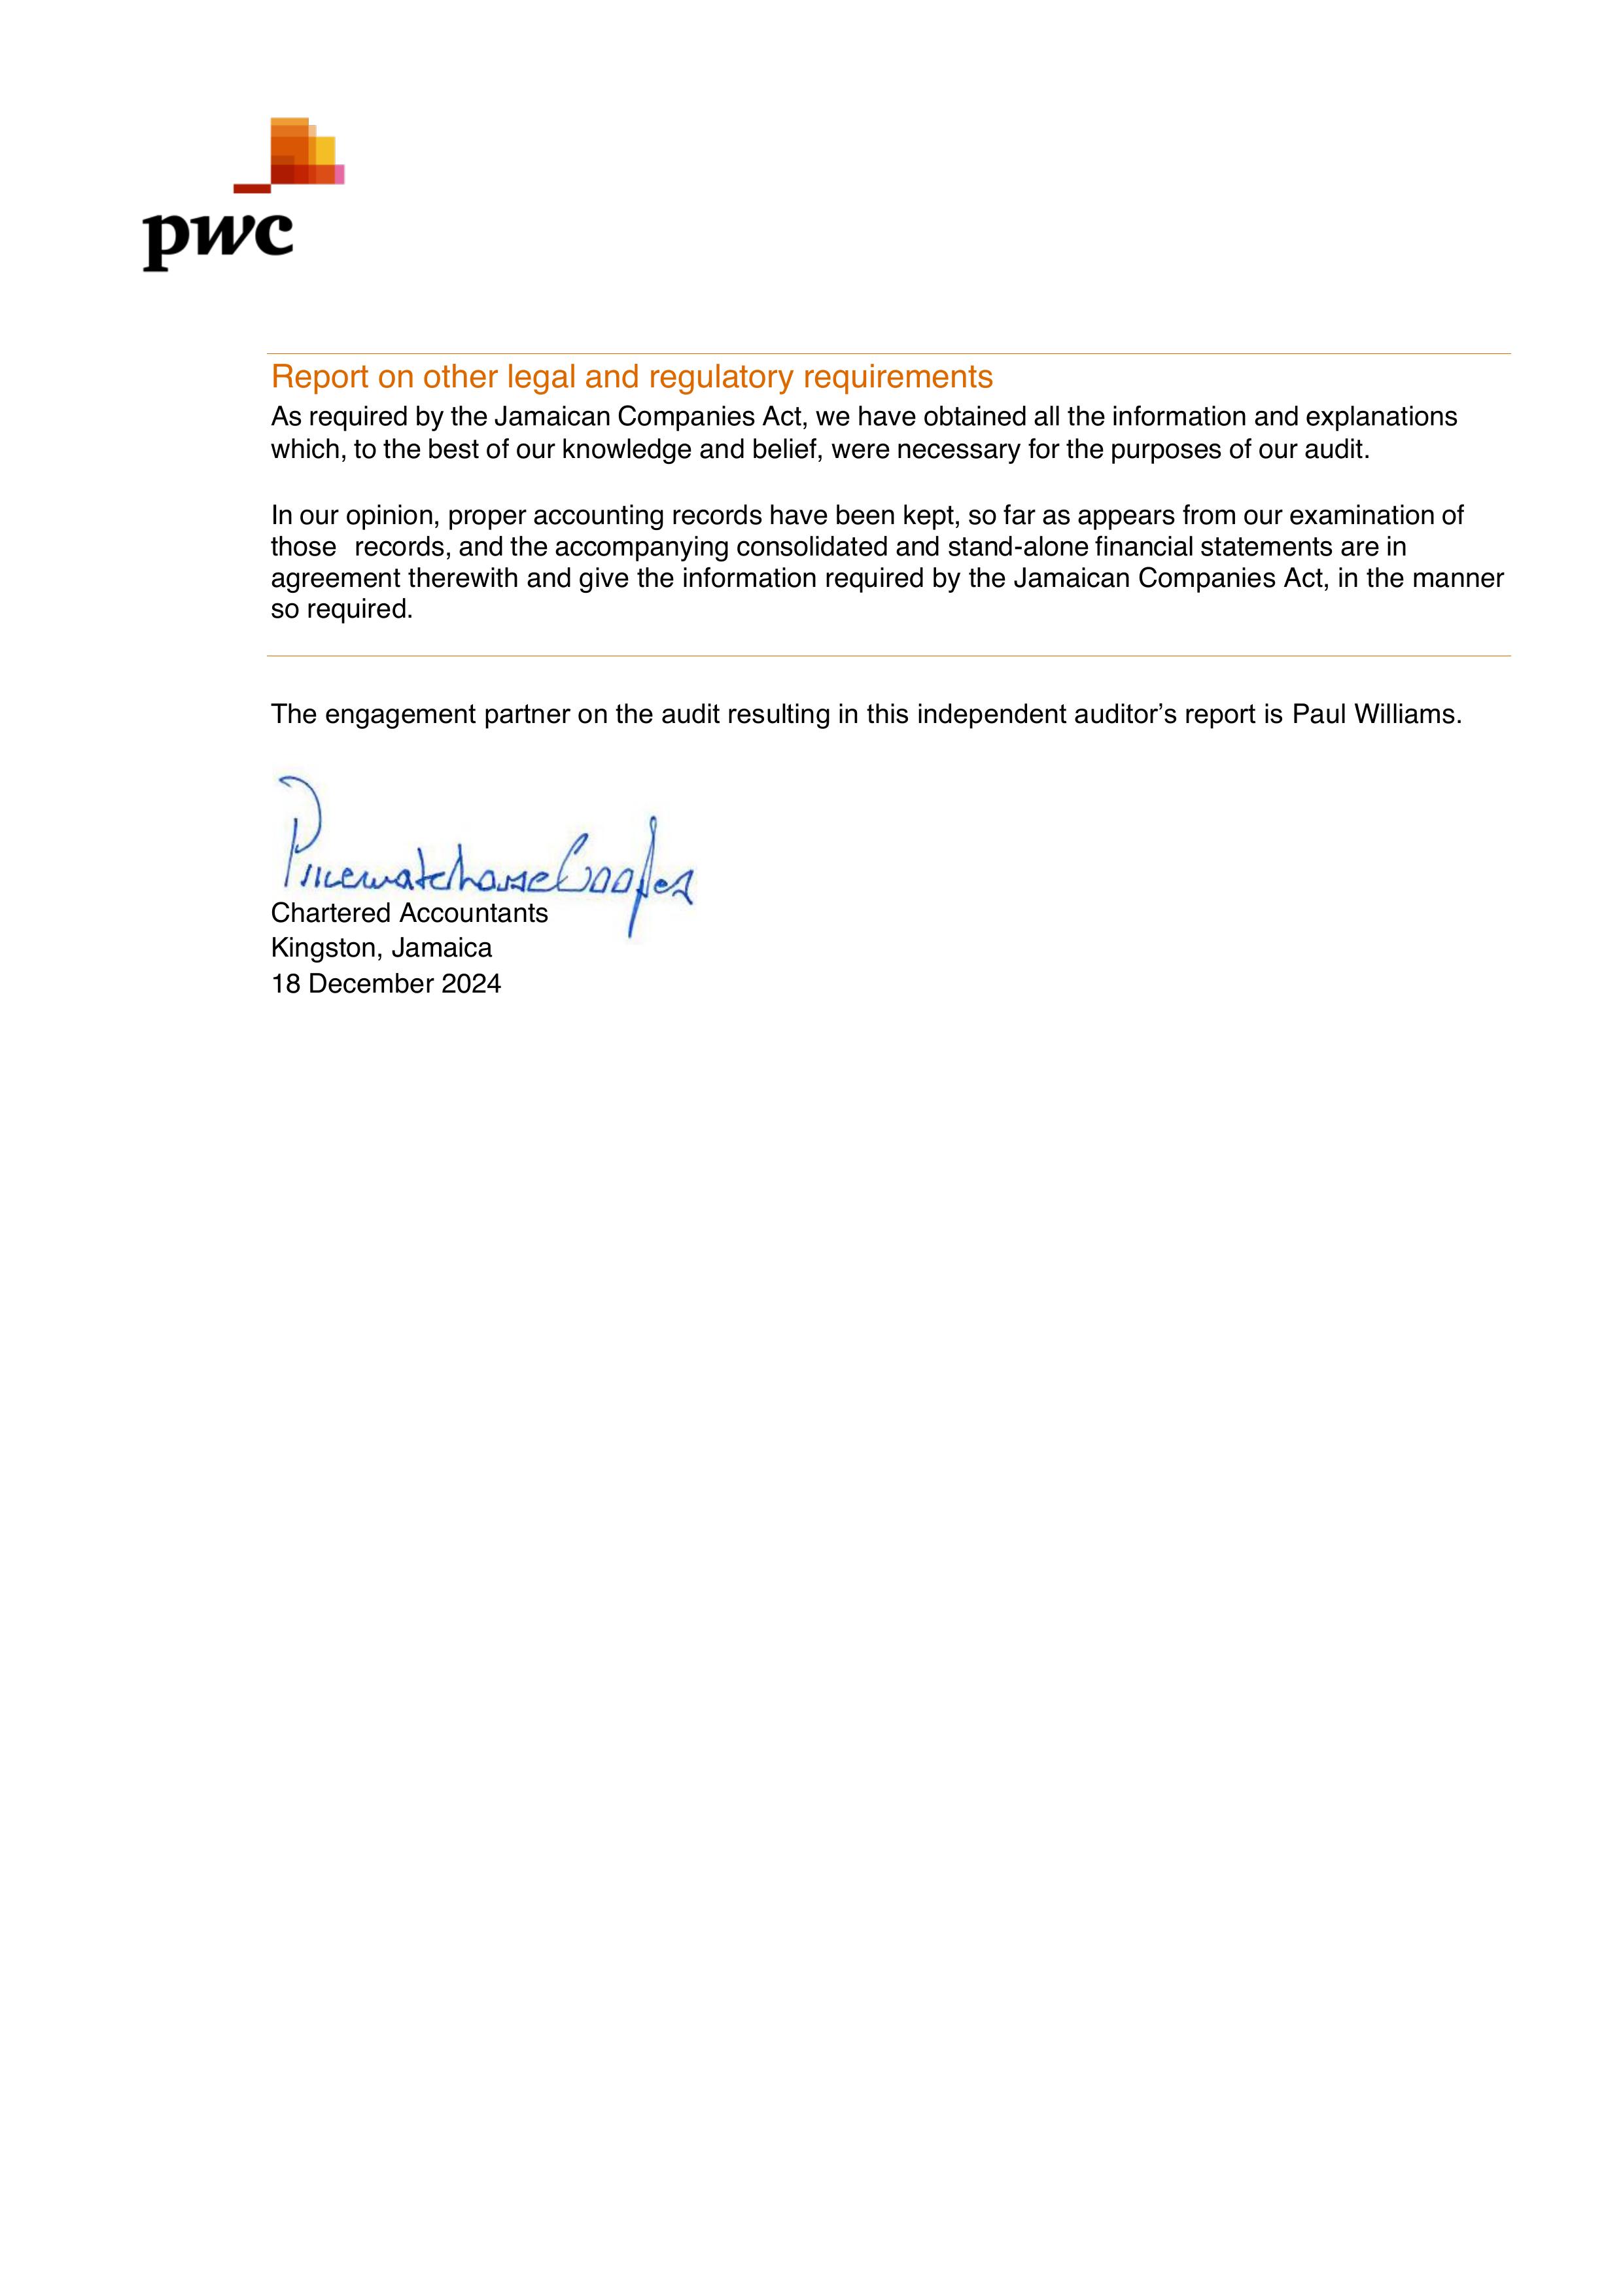 pwc
Report on other legal and regulatory requirements
As required by the Jamaican Companies Act, we have obtained all the information and explanations
which, to the best of our knowledge and belief, were necessary for the purposes of our audit.
In our opinion, proper accounting records have been kept, so far as appears from our examination of
those records, and the accompanying consolidated and stand-alone financial statements are in
agreement therewith and give the information required by the Jamaican Companies Act, in the manner
so required.
The engagement partner on the audit resulting in this independent auditor’s report is Paul Williams.
PricewaterhouseCoopers
Chartered Accountants
Kingston, Jamaica
18 December 2024